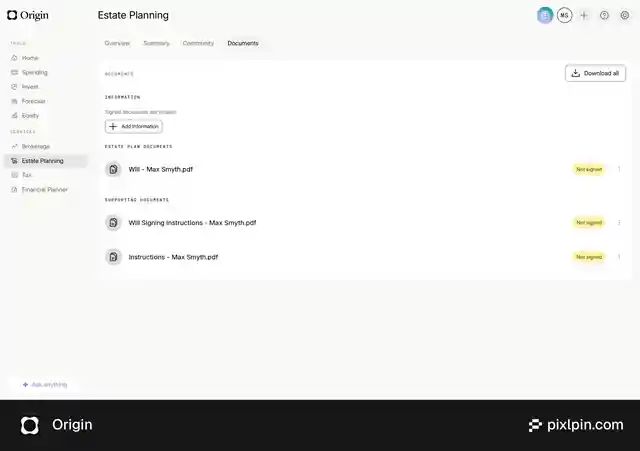 Origin
Estate Planning
MS
Overview
Summary
Community
Documents
TOOLS
Home
Spending
Invest
Forecast
Equity
SERVICES
Brokerage
Estate Planning
Tax
Financial Planner
Ask anything
DOCUMENTS
Download all
INFORMATION
Add information
ESTATE PLAN DOCUMENTS
Will - Max Smyth.pdf
Not signed
SUPPORTING DOCUMENTS
Will Signing Instructions - Max Smyth.pdf
Not signed
Instructions - Max Smyth.pdf
Not signed
Origin
pixlpin.com